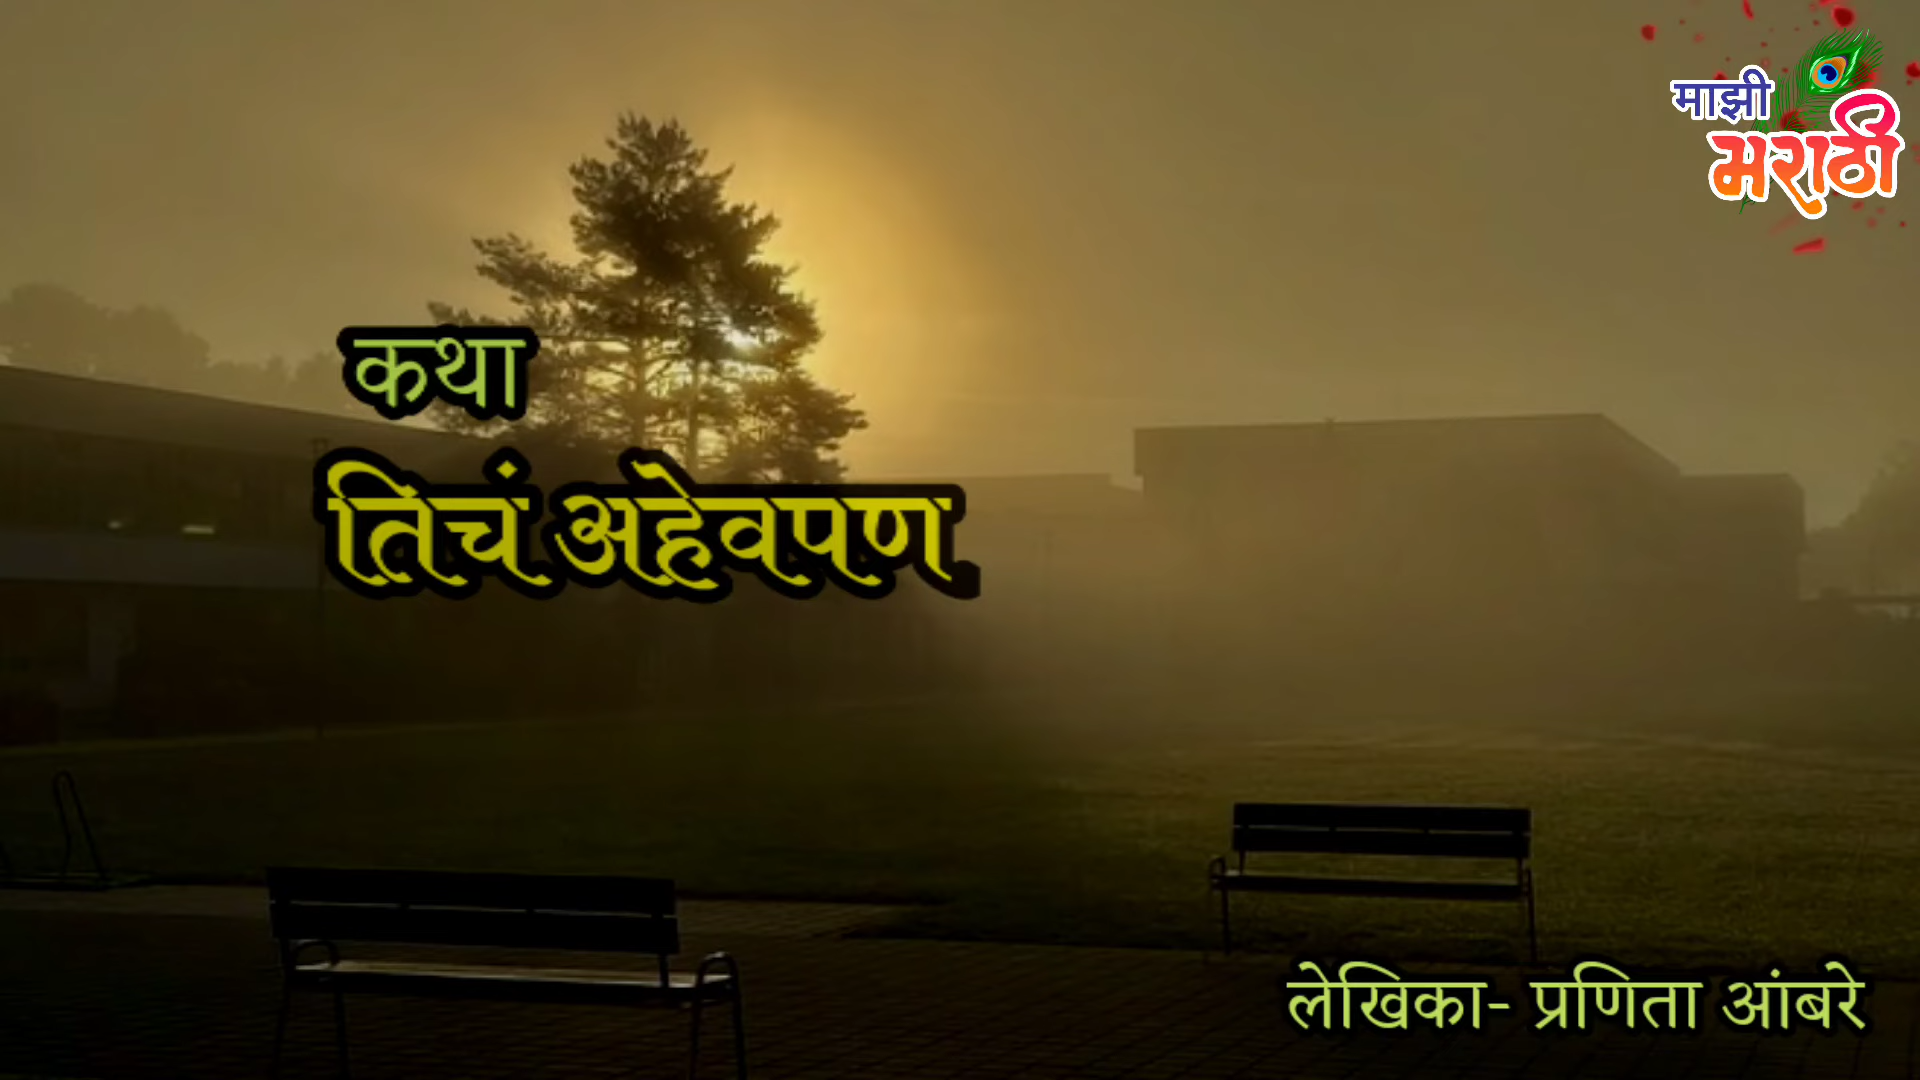 माझी
मराठी
कथा
तिचं अहेवपण
लेखिका- प्रणिता आंबरे